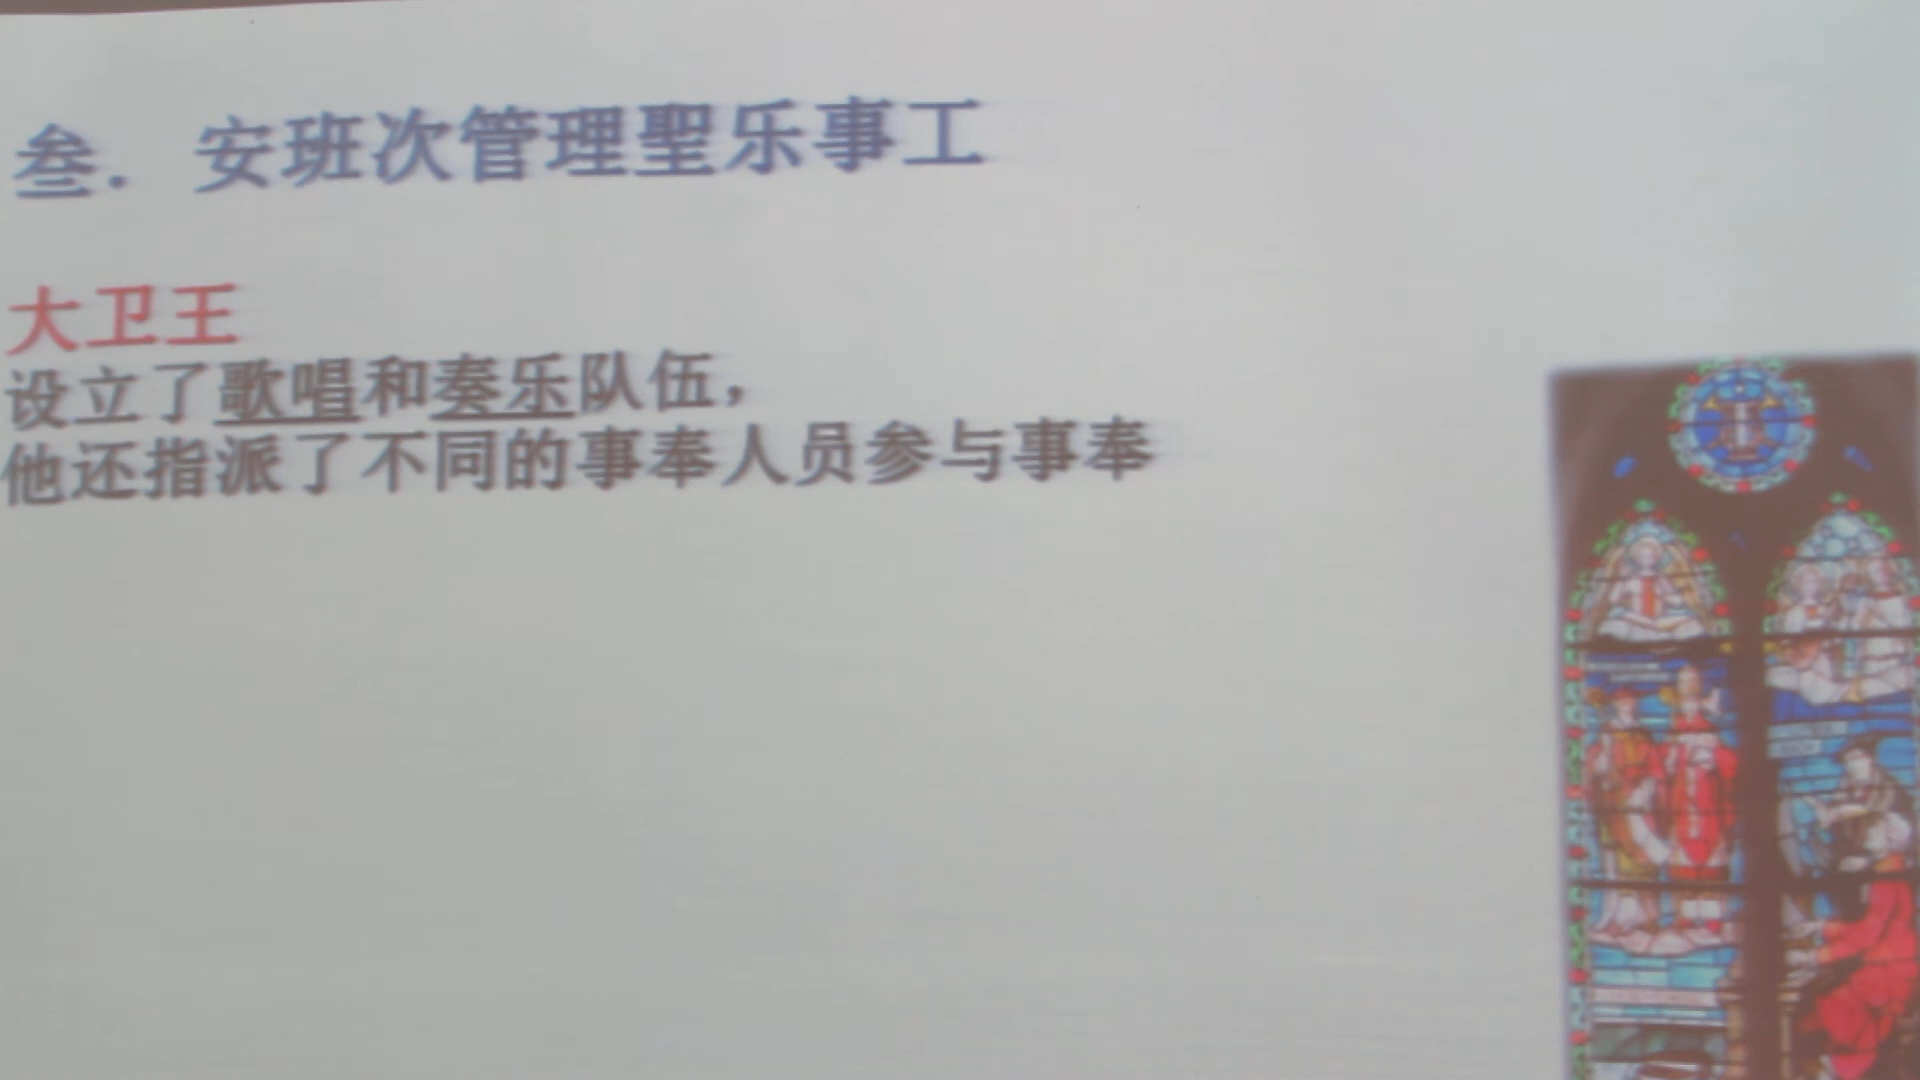 叁. 安班次管理聖乐事工
大卫王
设立了歌唱和奏乐队伍，
他还指派了不同的事奉人员参与事奉